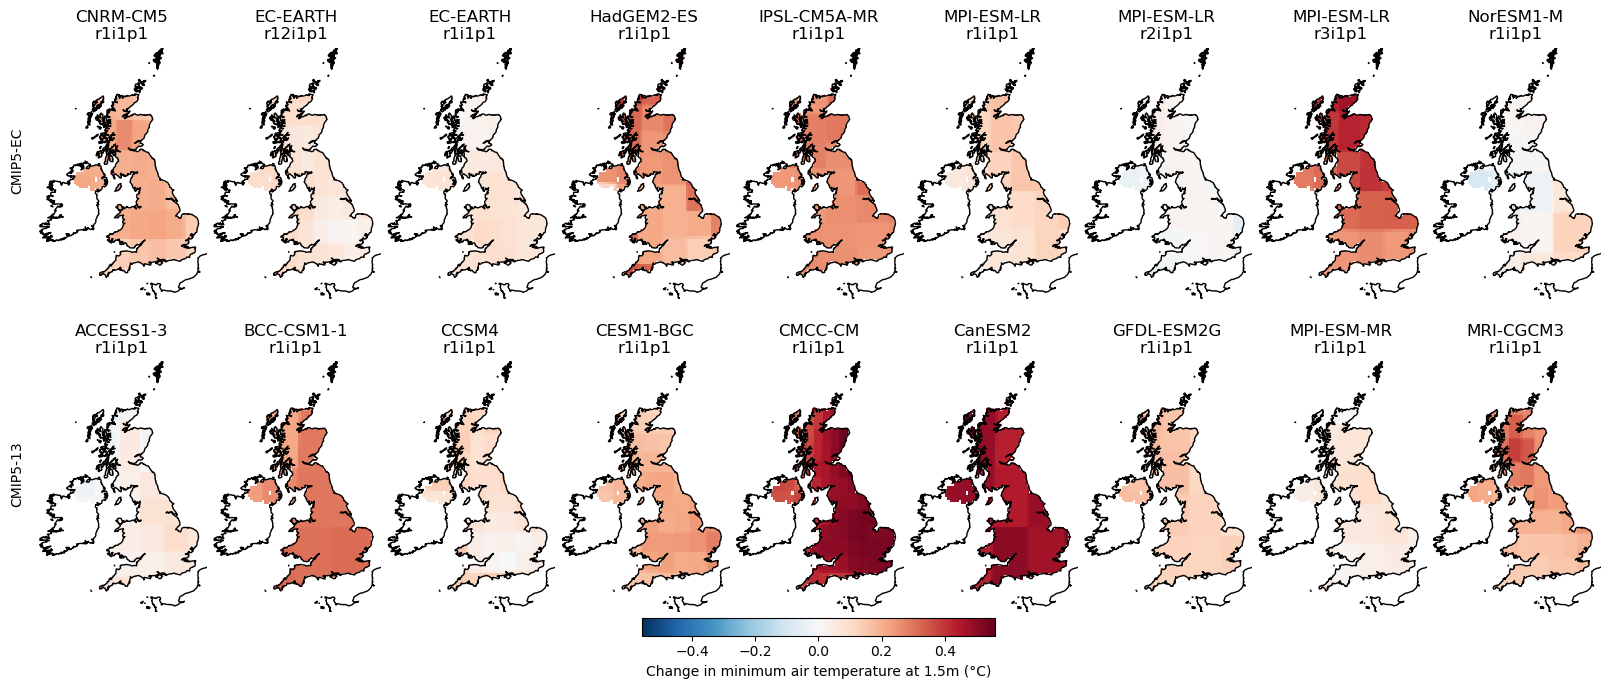 CNRM-CM5
r1i1p1
EC-EARTH
r12i1p1
EC-EARTH
r1i1p1
HadGEM2-ES
r1i1p1
IPSL-CM5A-MR
r1i1p1
MPI-ESM-LR
r1i1p1
MPI-ESM-LR
r2i1p1
MPI-ESM-LR
r3i1p1
NorESM1-M
r1i1p1
CMIP5-EC
ACCESS1-3
r1i1p1
BCC-CSM1-1
r1i1p1
CCSM4
r1i1p1
CESM1-BGC
r1i1p1
CMCC-CM
r1i1p1
CanESM2
r1i1p1
GFDL-ESM2G
r1i1p1
MPI-ESM-MR
r1i1p1
MRI-CGCM3
r1i1p1
CMIP5-13
−0.4 −0.2 0.0 0.2 0.4
Change in minimum air temperature at 1.5m (°C)